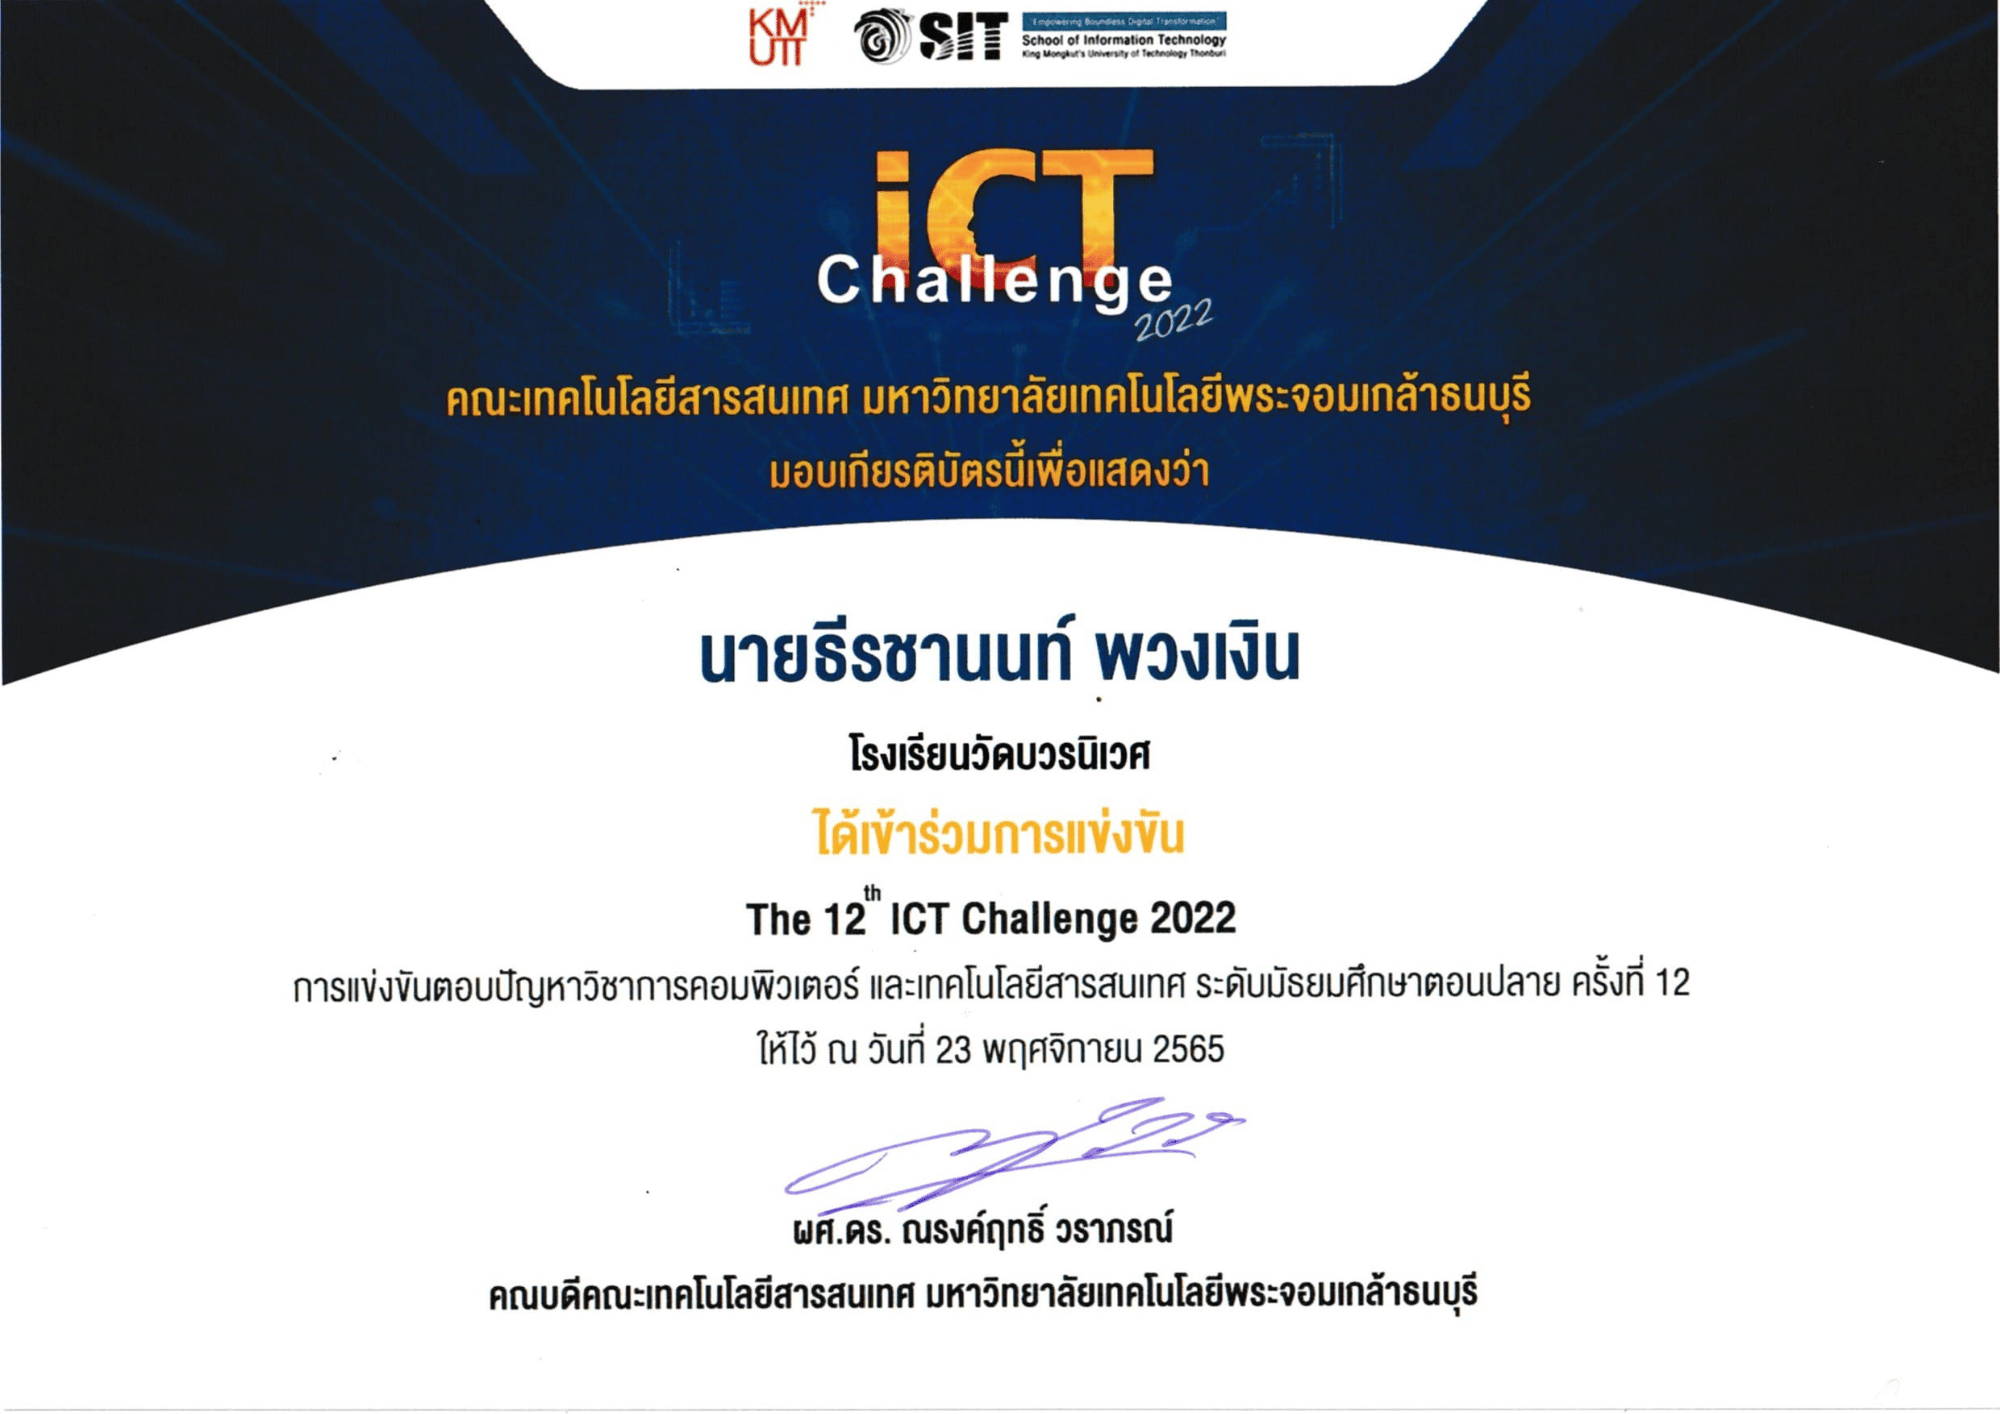 KM
UTT
SIT
"Empowering Boundless Digital Transformation"
School of Information Technology
King Mongkut's University of Technology Thonburi
iCT
Challenge
2022
คณะเทคโนโลยีสารสนเทศ มหาวิทยาลัยเทคโนโลยีพระจอมเกล้าธนบุรี
มอบเกียรติบัตรนี้เพื่อแสดงว่า
นายธีรชานนท์ พวงเงิน
โรงเรียนวัดบวรนิเวศ
ได้เข้าร่วมการแข่งขัน
The 12th ICT Challenge 2022
การแข่งขันตอบปัญหาวิชาการคอมพิวเตอร์ และเทคโนโลยีสารสนเทศ ระดับมัธยมศึกษาตอนปลาย ครั้งที่ 12
ให้ไว้ ณ วันที่ 23 พฤศจิกายน 2565
ผศ.ดร. ณรงค์ฤทธิ์ วราภรณ์
คณบดีคณะเทคโนโลยีสารสนเทศ มหาวิทยาลัยเทคโนโลยีพระจอมเกล้าธนบุรี